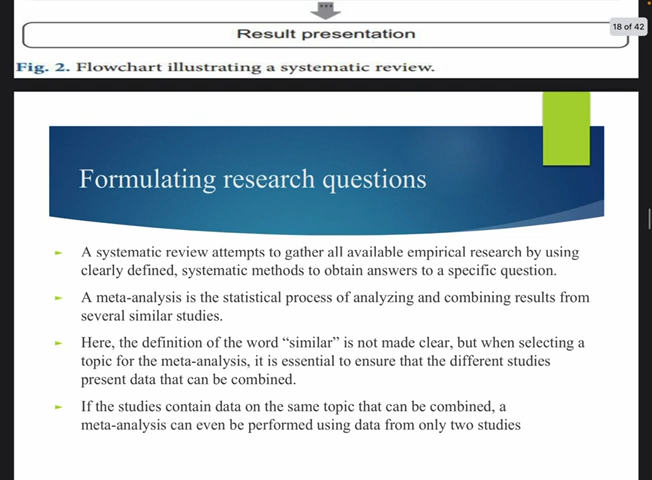 18 of 42
Result presentation
Fig. 2. Flowchart illustrating a systematic review.
Formulating research questions
A systematic review attempts to gather all available empirical research by using
clearly defined, systematic methods to obtain answers to a specific question.
A meta-analysis is the statistical process of analyzing and combining results from
several similar studies.
Here, the definition of the word “similar” is not made clear, but when selecting a
topic for the meta-analysis, it is essential to ensure that the different studies
present data that can be combined.
If the studies contain data on the same topic that can be combined, a
meta-analysis can even be performed using data from only two studies